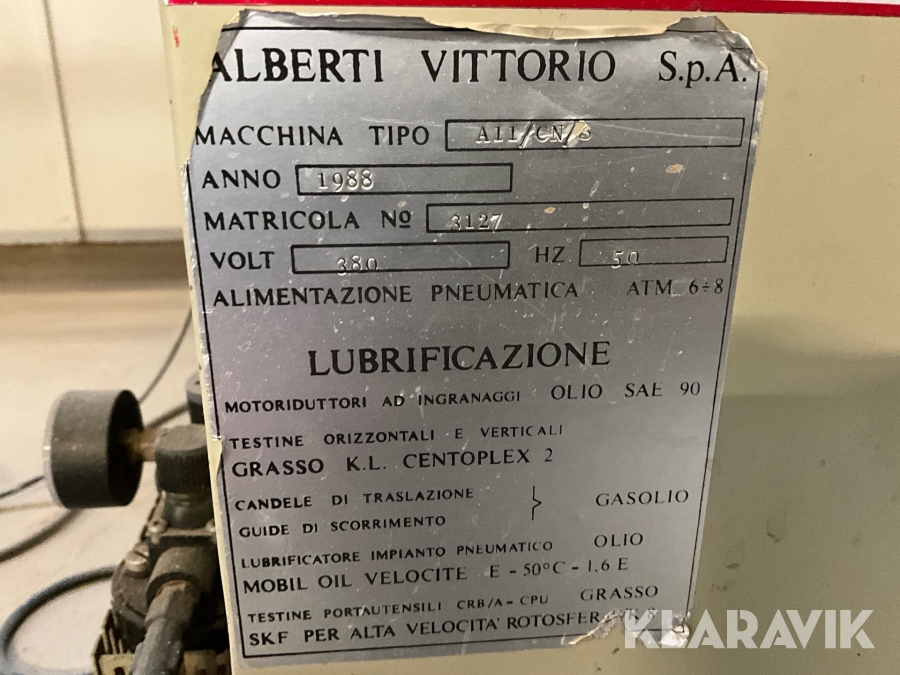 ALBERTI VITTORIO S.p.A.
MACCHINA TIPO A11/CN/S
ANNO 1988
MATRICOLA Nº 3127
VOLT 380 HZ 50
ALIMENTAZIONE PNEUMATICA ATM. 6÷8
LUBRIFICAZIONE
MOTORIDUTTORI AD INGRANAGGI OLIO SAE 90
TESTINE ORIZZONTALI E VERTICALI
GRASSO K.L. CENTOPLEX 2
CANDELE DI TRASLAZIONE
GUIDE DI SCORRIMENTO
GASOLIO
LUBRIFICATORE IMPIANTO PNEUMATICO OLIO
MOBIL OIL VELOCITE E - 50°C - 1,6 E
TESTINE PORTAUTENSILI CRB/A - CPU GRASSO
SKF PER ALTA VELOCITA' ROTOSFER
KLARAVIK